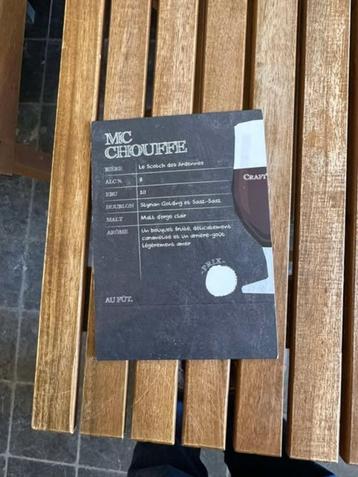 MC
CHOUFFE
BIÈRE Le Scotch des Ardennes
ALC% 8
EBU 20
HOUBLON Styrian Golding et Saaz-Saaz
MALT Malt d'orge clair
ARÔME Un bouquet fruité, délicatement
caramélisé et un arrière-goût
légèrement amer
CRAFT
PRIX
AU FÛT.